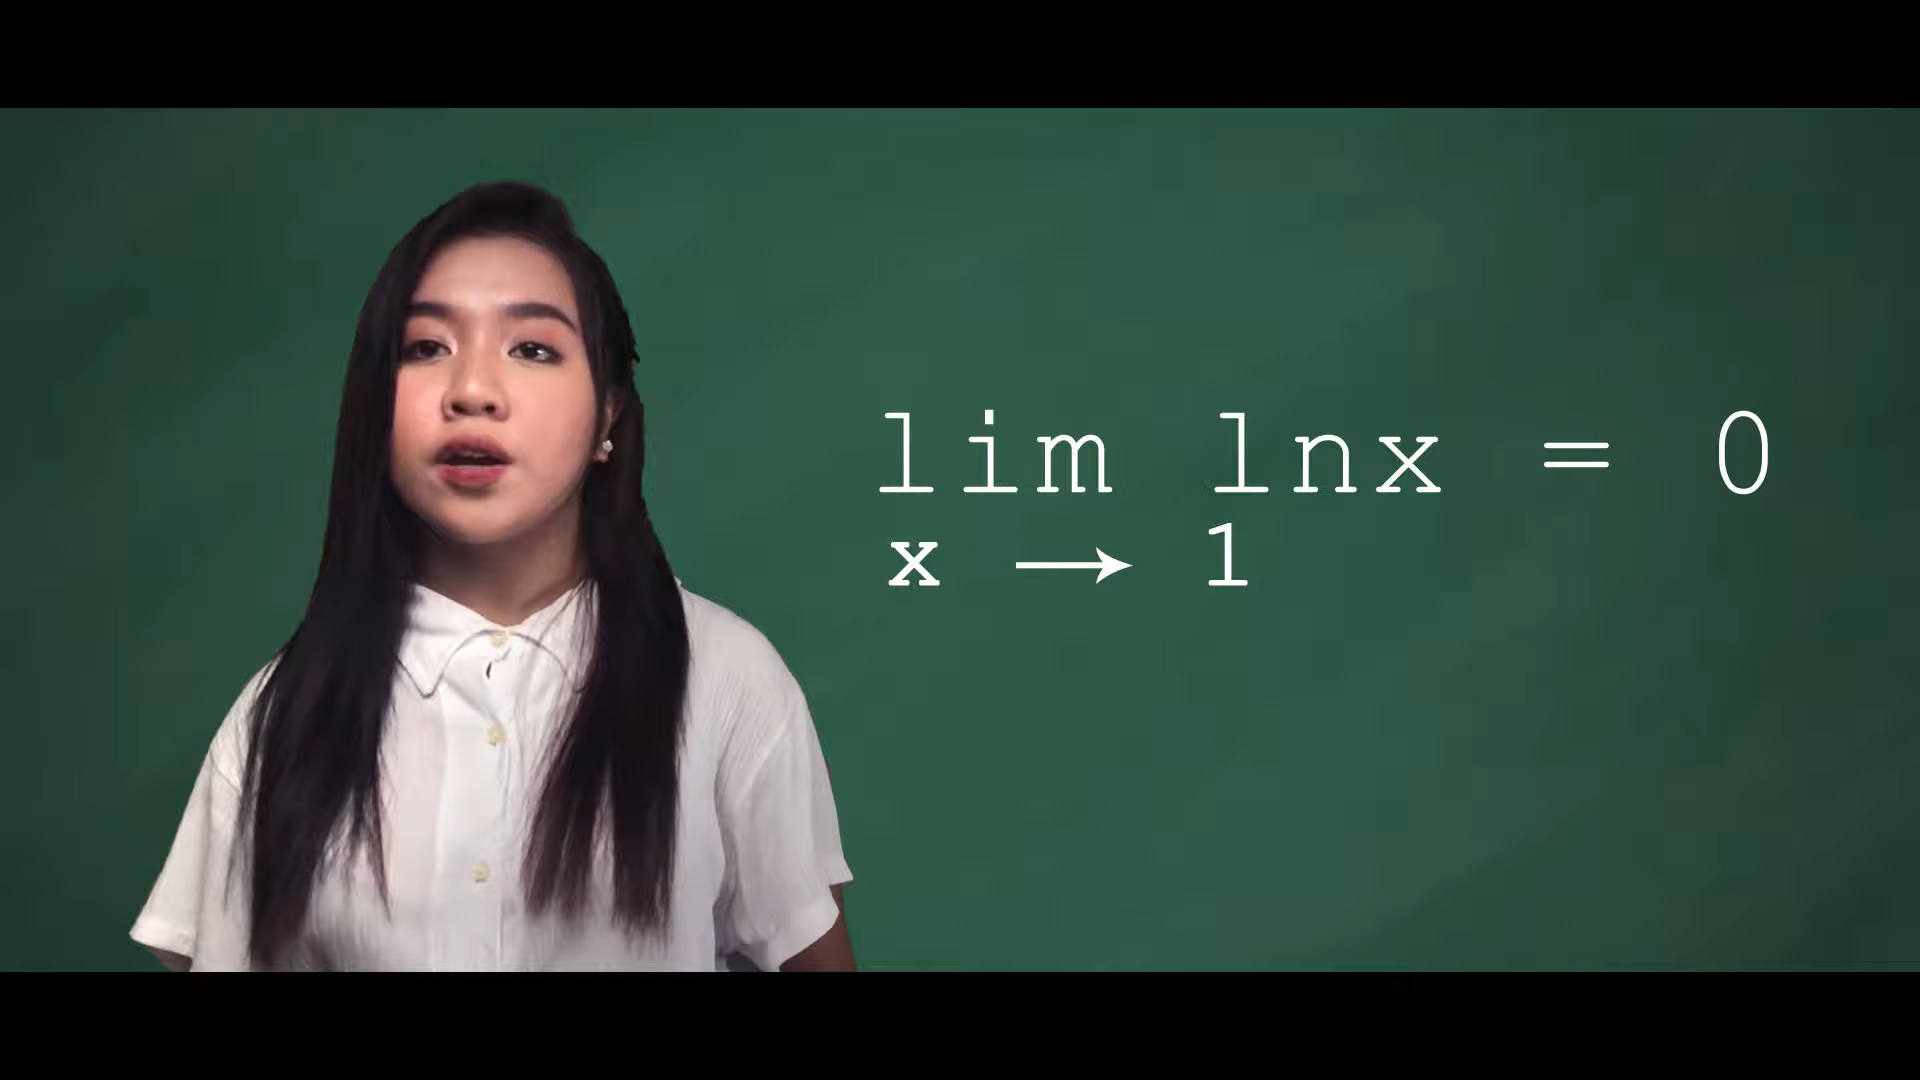 lim lnx = 0
x → 1